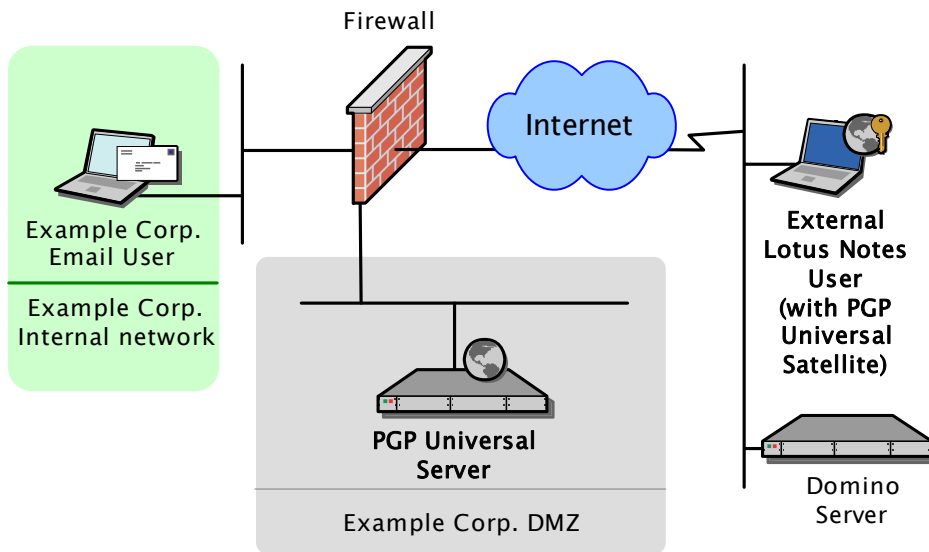 Firewall
Internet
Example Corp.
Email User
Example Corp.
Internal network
External
Lotus Notes
User
(with PGP
Universal
Satellite)
PGP Universal
Server
Example Corp. DMZ
Domino
Server